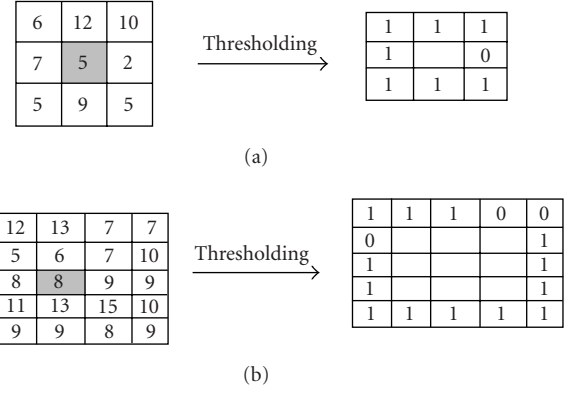 6 12 10
7 5 2
5 9 5
Thresholding
1 1 1
1 0
1 1 1
(a)
12 13 7 7
5 6 7 10
8 8 9 9
11 13 15 10
9 9 8 9
Thresholding
1 1 1 0 0
0 1
1 1
1 1
1 1 1 1 1
(b)